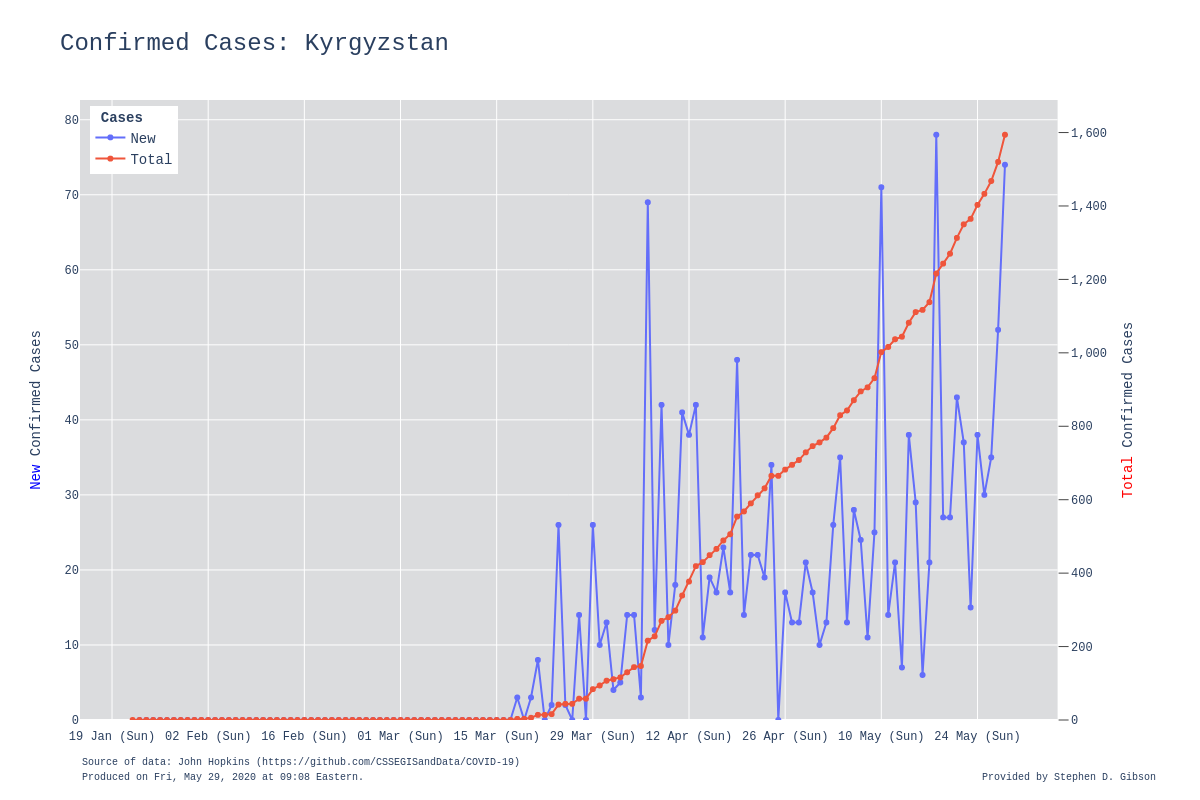 Confirmed Cases: Kyrgyzstan
Cases
New
Total
80
70
60
50
40
30
20
10
0
New Confirmed Cases
1,600
1,400
1,200
1,000
800
600
400
200
0
Total Confirmed Cases
19 Jan (Sun) 02 Feb (Sun) 16 Feb (Sun) 01 Mar (Sun) 15 Mar (Sun) 29 Mar (Sun) 12 Apr (Sun) 26 Apr (Sun) 10 May (Sun) 24 May (Sun)
Source of data: John Hopkins (https://github.com/CSSEGISandData/COVID-19)
Produced on Fri, May 29, 2020 at 09:08 Eastern.
Provided by Stephen D. Gibson